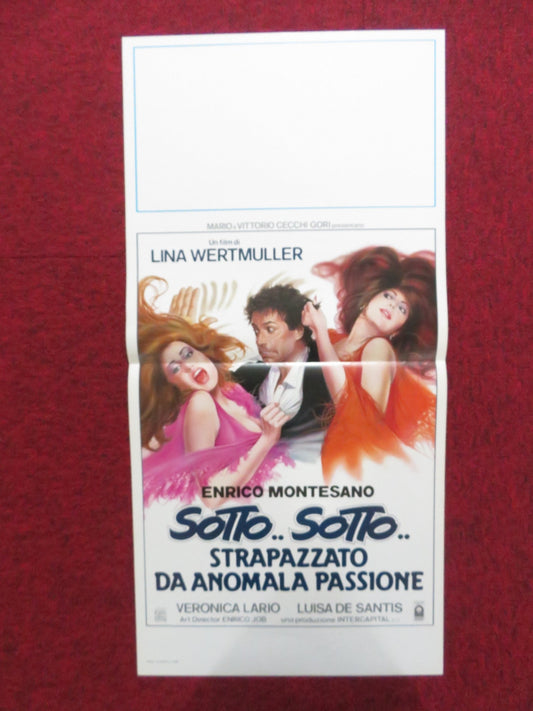 MARIO e VITTORIO CECCHI GORI presentano
Un film di
LINA WERTMULLER
ENRICO MONTESANO
SOTTO.. SOTTO..
STRAPAZZATO
DA ANOMALA PASSIONE
VERONICA LARIO LUISA DE SANTIS
Art Director ENRICO JOB una produzione INTERCAPITAL